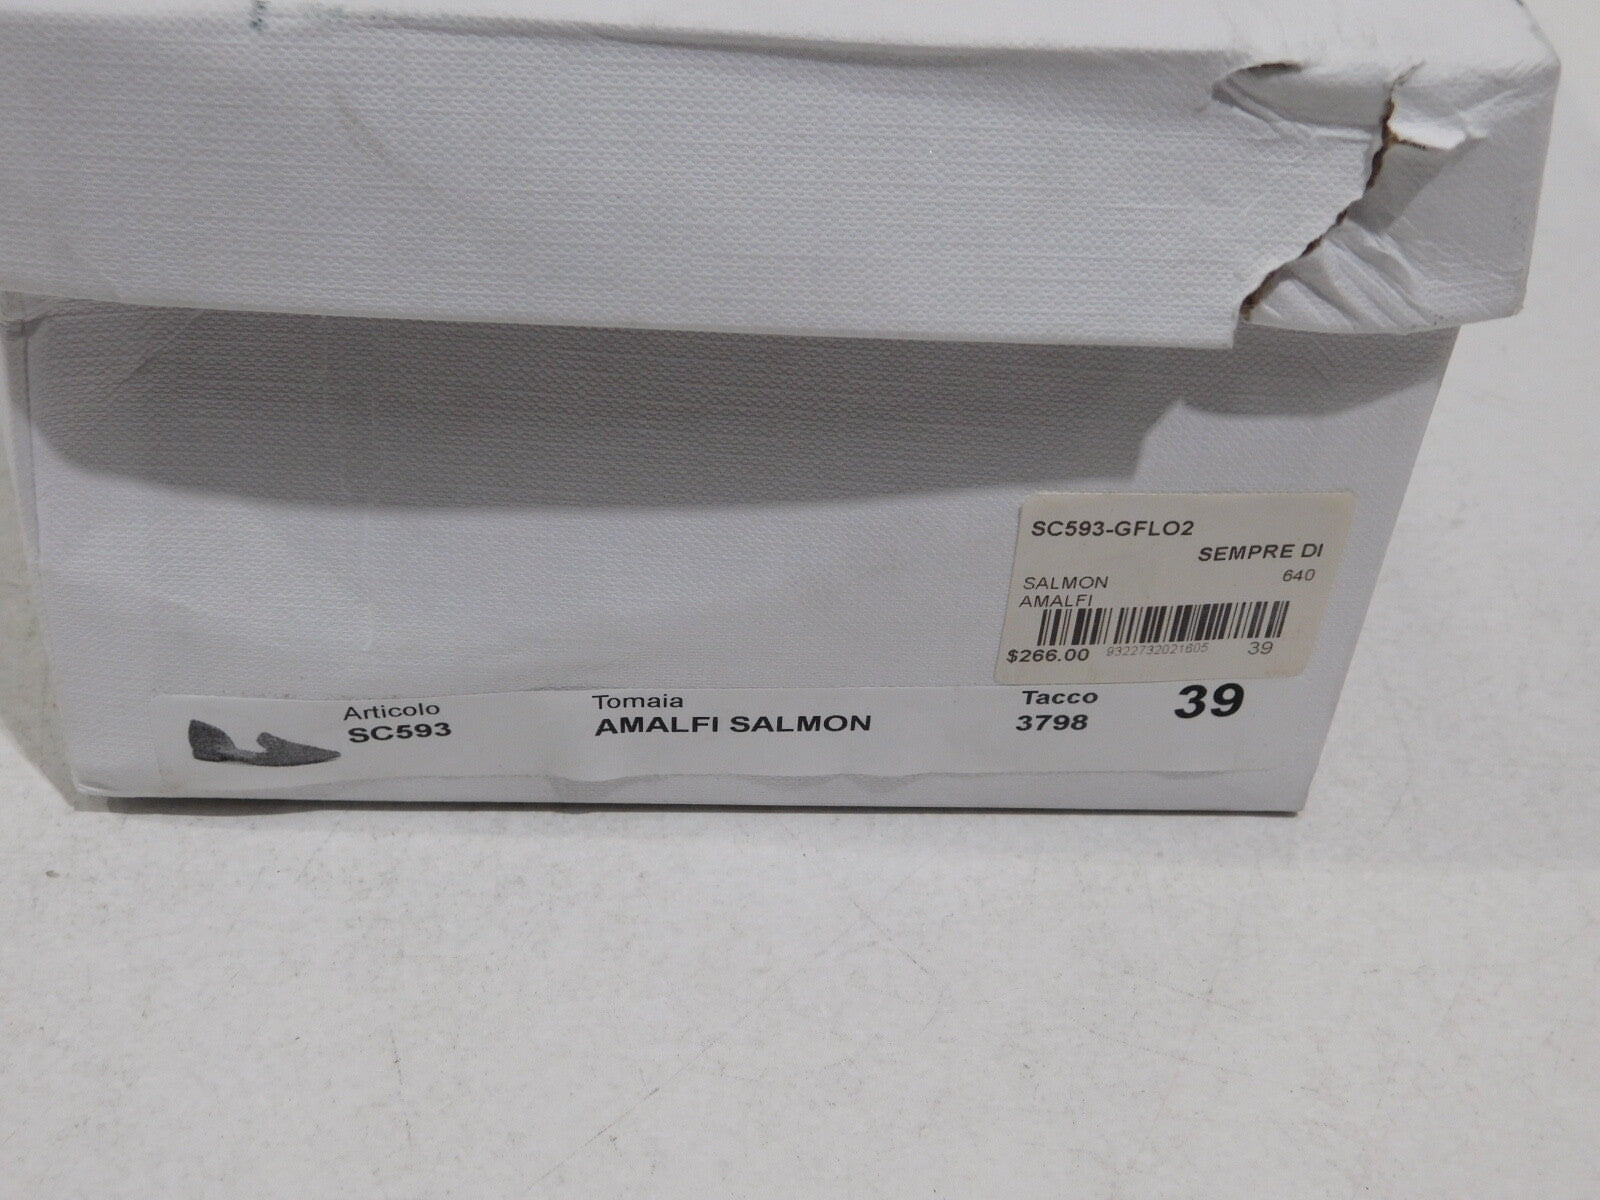 SC593-GFLO2
SEMPRE DI
SALMON 640
AMALFI
$266.00 9322732021605 39
Articolo Tomaia Tacco 39
SC593 AMALFI SALMON 3798